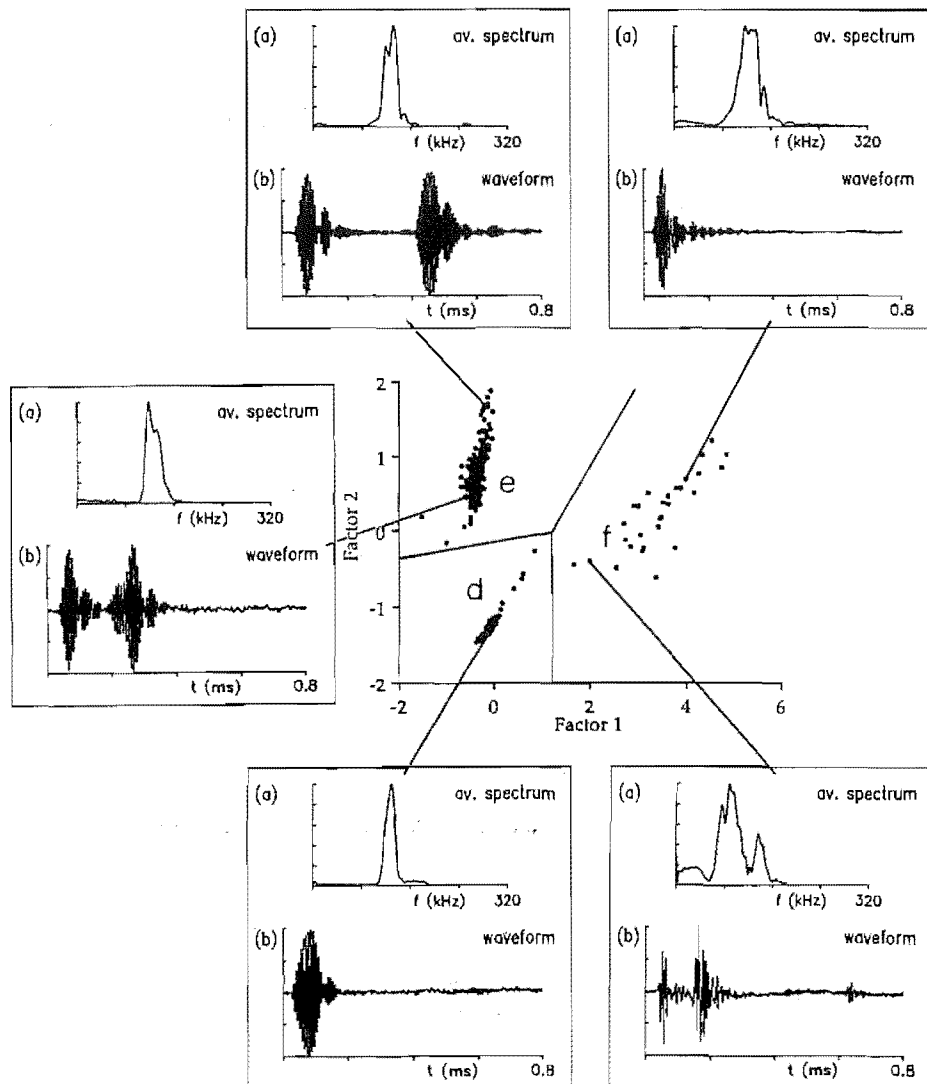 (a) av. spectrum
f (kHz) 320
(b) waveform
t (ms) 0.8
(a) av. spectrum
f (kHz) 320
(b) waveform
t (ms) 0.8
(a) av. spectrum
f (kHz) 320
(b) waveform
t (ms) 0.8
2
1
0
-1
-2
Factor 2
e
f
d
-2 0 2 4 6
Factor 1
(a) av. spectrum
f (kHz) 320
(b) waveform
t (ms) 0.8
(a) av. spectrum
f (kHz) 320
(b) waveform
t (ms) 0.8